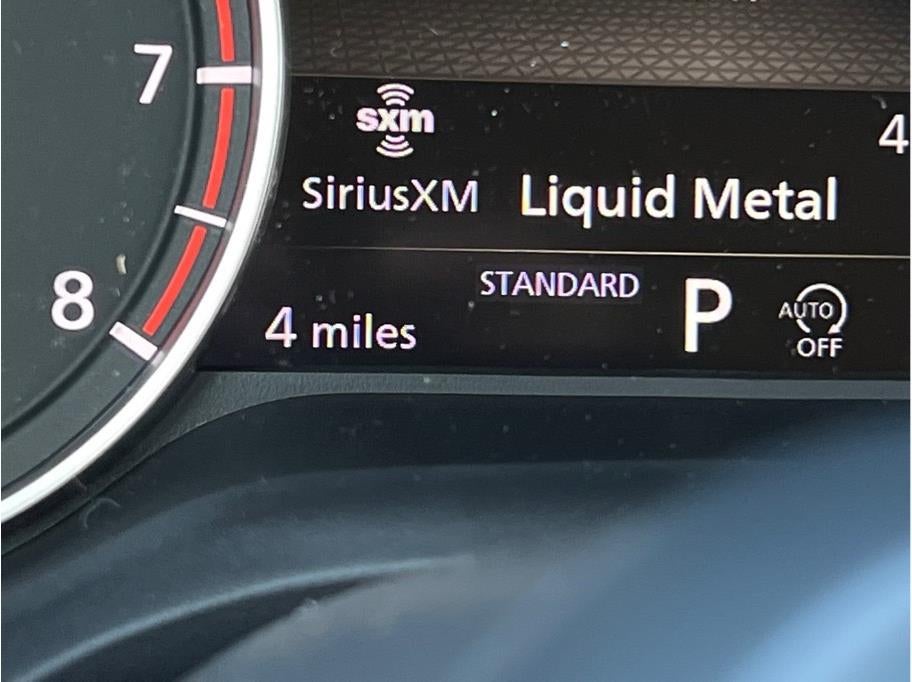 7
sxm
4
SiriusXM Liquid Metal
STANDARD
8
4 miles P AUTO
OFF